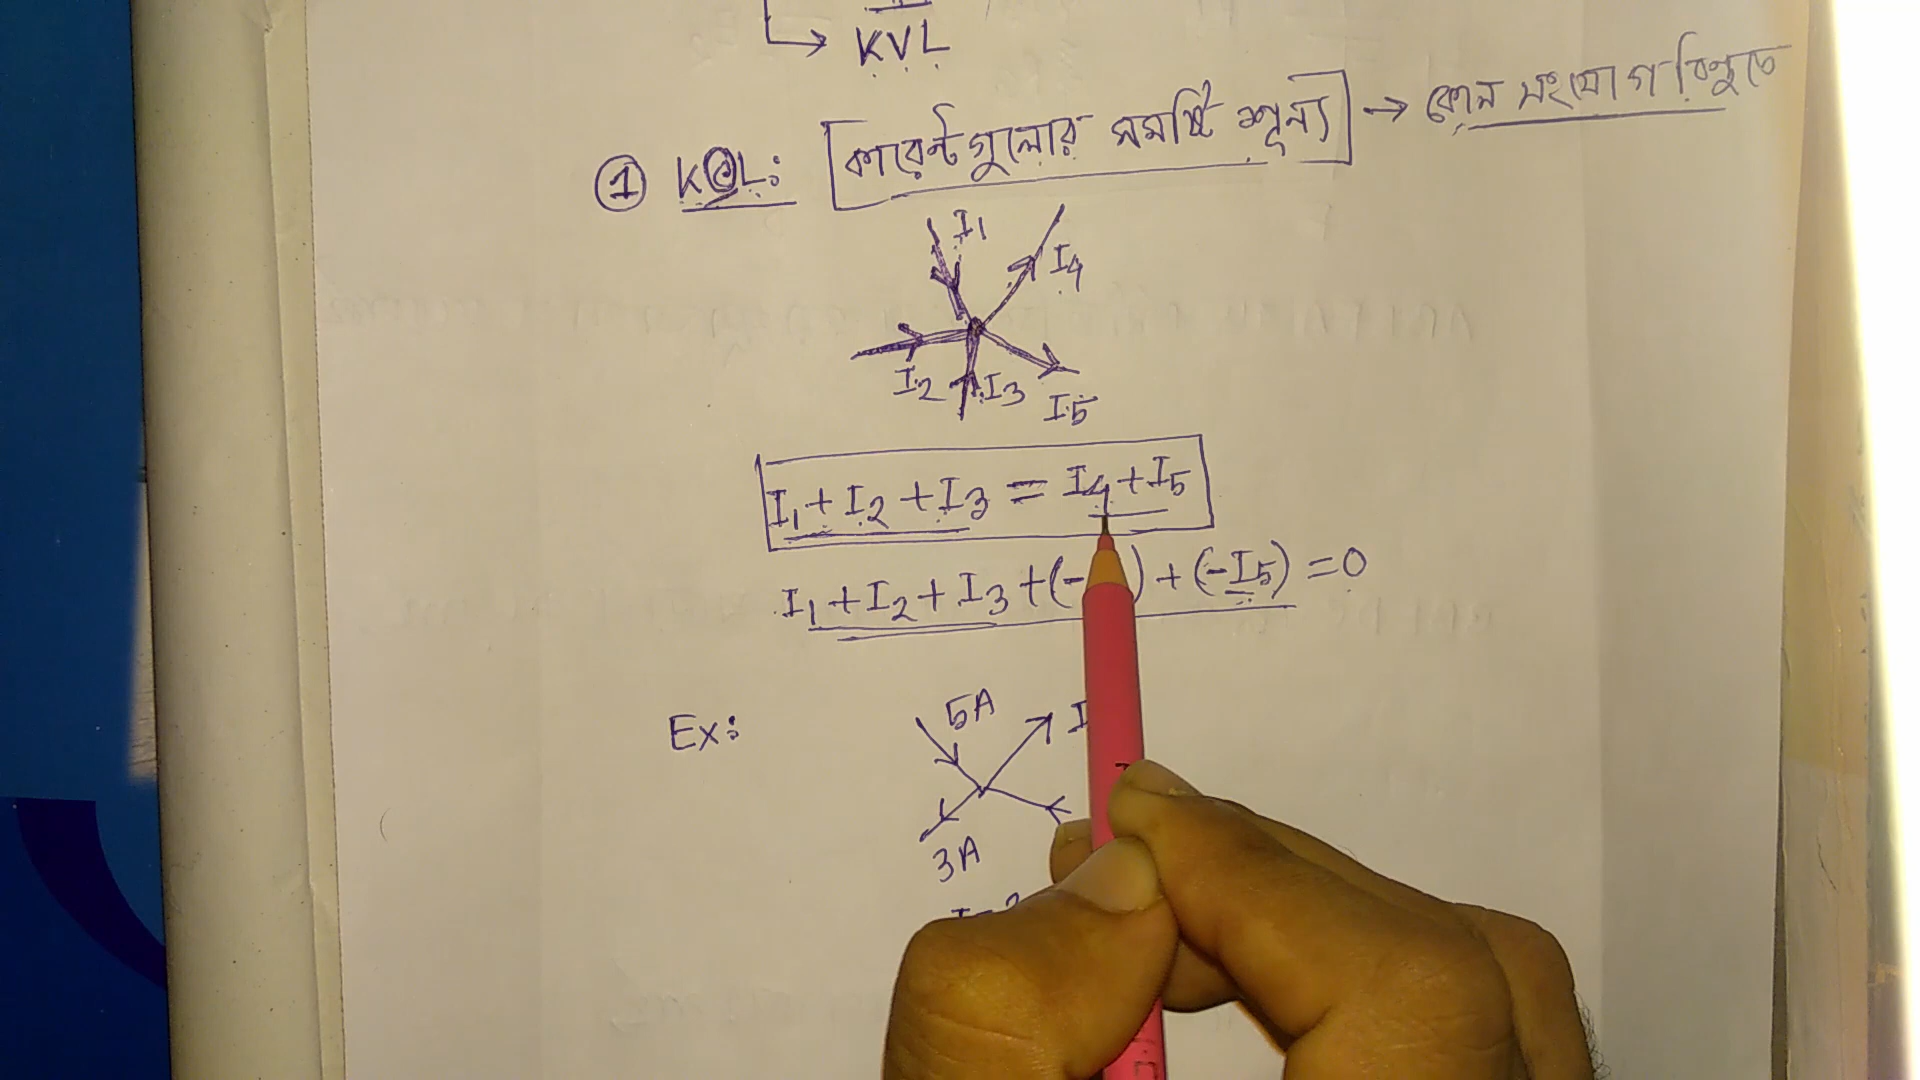 KVL
① KCL: [কারেন্টগুলোর সমষ্টি শূন্য] → কোন সংযোগ বিন্দুতে
I1 I4
I2 I3 I5
I1 + I2 + I3 = I4 + I5
I1 + I2 + I3 + (- ) + (-I5) = 0
Ex: 5A I
3A